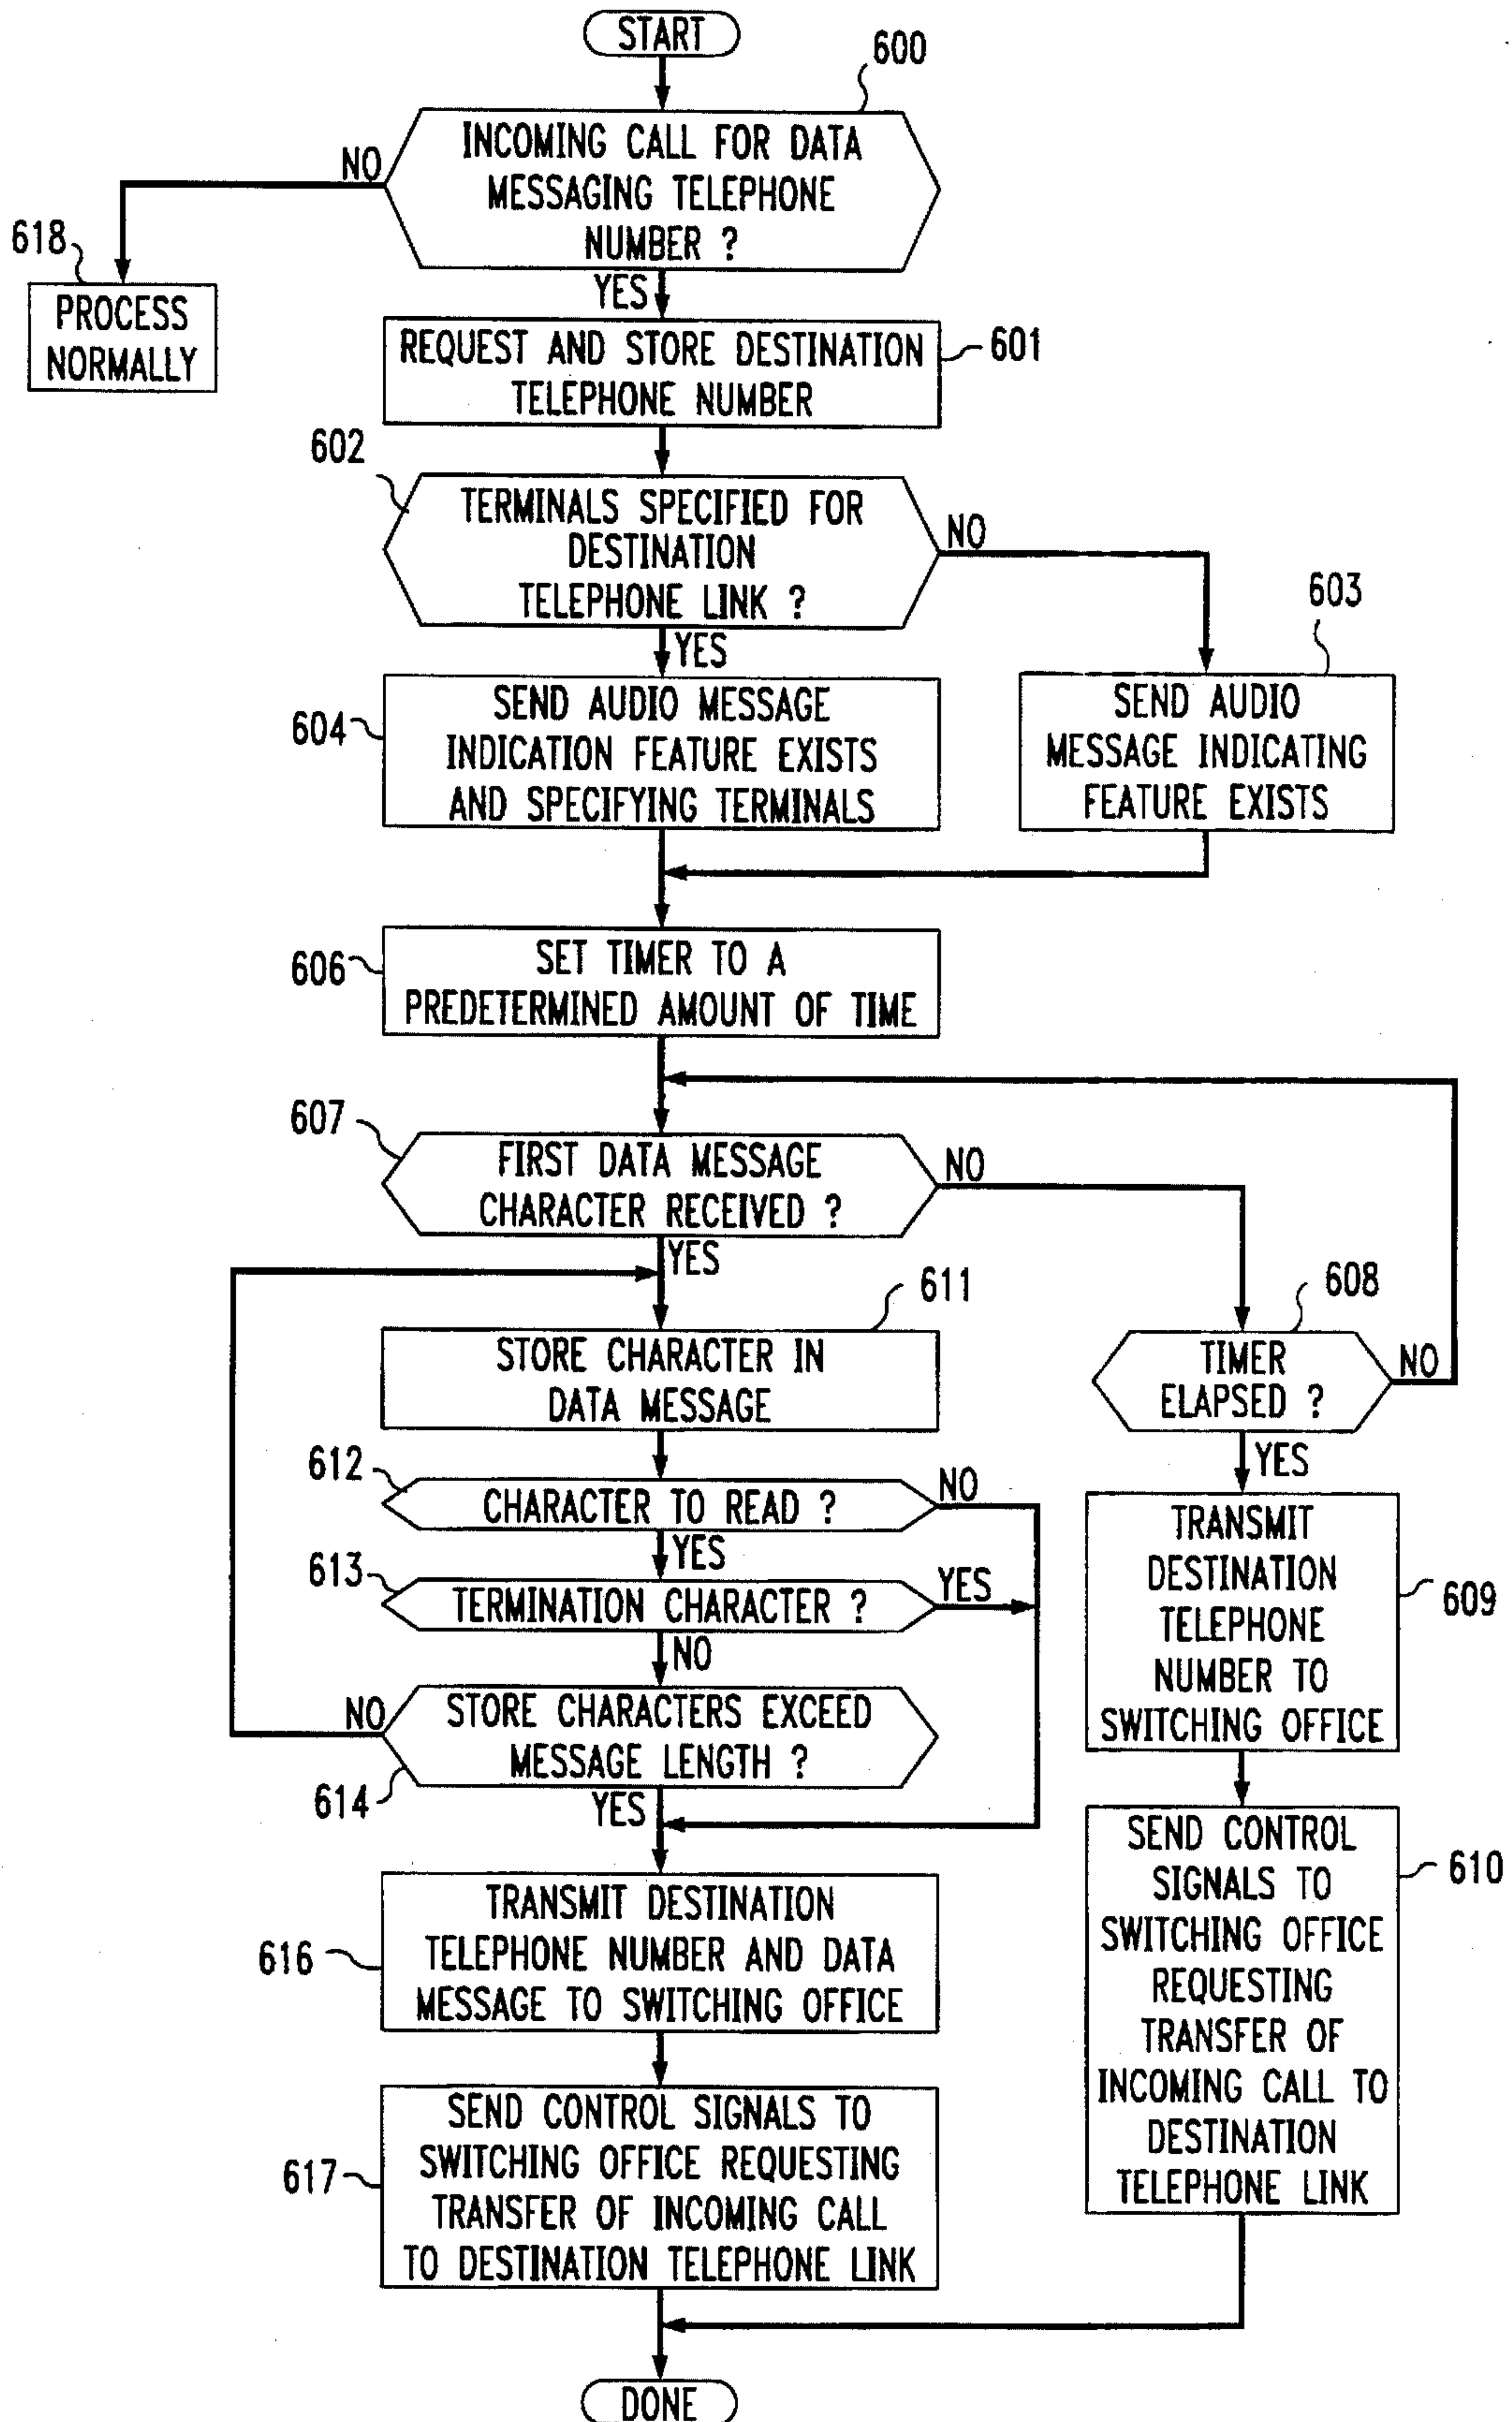 START
600
INCOMING CALL FOR DATA
MESSAGING TELEPHONE
NUMBER ?
NO
YES
618
PROCESS
NORMALLY
REQUEST AND STORE DESTINATION
TELEPHONE NUMBER
601
602
TERMINALS SPECIFIED FOR
DESTINATION
TELEPHONE LINK ?
NO
YES
603
SEND AUDIO
MESSAGE INDICATING
FEATURE EXISTS
604
SEND AUDIO MESSAGE
INDICATION FEATURE EXISTS
AND SPECIFYING TERMINALS
606
SET TIMER TO A
PREDETERMINED AMOUNT OF TIME
607
FIRST DATA MESSAGE
CHARACTER RECEIVED ?
NO
YES
608
TIMER
ELAPSED ?
NO
YES
611
STORE CHARACTER IN
DATA MESSAGE
612
CHARACTER TO READ ?
NO
YES
613
TERMINATION CHARACTER ?
YES
NO
614
STORE CHARACTERS EXCEED
MESSAGE LENGTH ?
NO
YES
TRANSMIT
DESTINATION
TELEPHONE
NUMBER TO
SWITCHING OFFICE
609
SEND CONTROL
SIGNALS TO
SWITCHING OFFICE
REQUESTING
TRANSFER OF
INCOMING CALL TO
DESTINATION
TELEPHONE LINK
610
616
TRANSMIT DESTINATION
TELEPHONE NUMBER AND DATA
MESSAGE TO SWITCHING OFFICE
617
SEND CONTROL SIGNALS TO
SWITCHING OFFICE REQUESTING
TRANSFER OF INCOMING CALL
TO DESTINATION TELEPHONE LINK
DONE